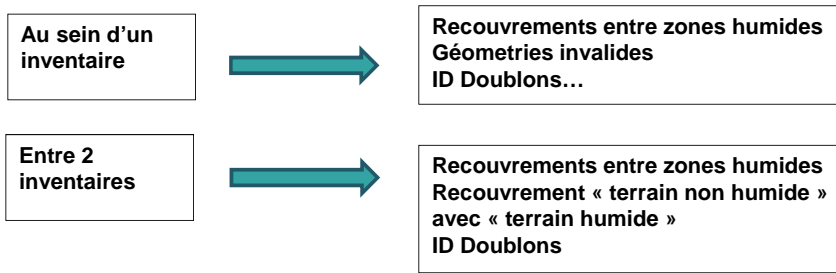 Au sein d’un
inventaire
Recouvrements entre zones humides
Géometries invalides
ID Doublons…
Entre 2
inventaires
Recouvrements entre zones humides
Recouvrement « terrain non humide »
avec « terrain humide »
ID Doublons